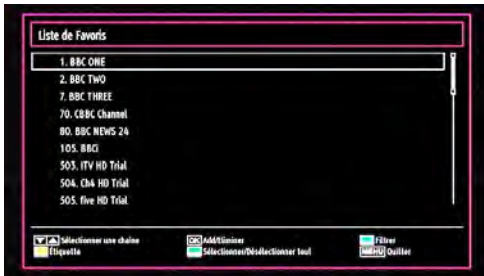 Liste de Favoris
1. BBC ONE
2. BBC TWO
7. BBC THREE
70. CBBC Channel
80. BBC NEWS 24
105. BBCi
503. ITV HD Trial
504. Ch4 HD Trial
505. five HD Trial
Sélectionner une chaîne OK Add/Eliminer Filtrer
Étiquette Sélectionner/Désélectionner tout MENU Quitter